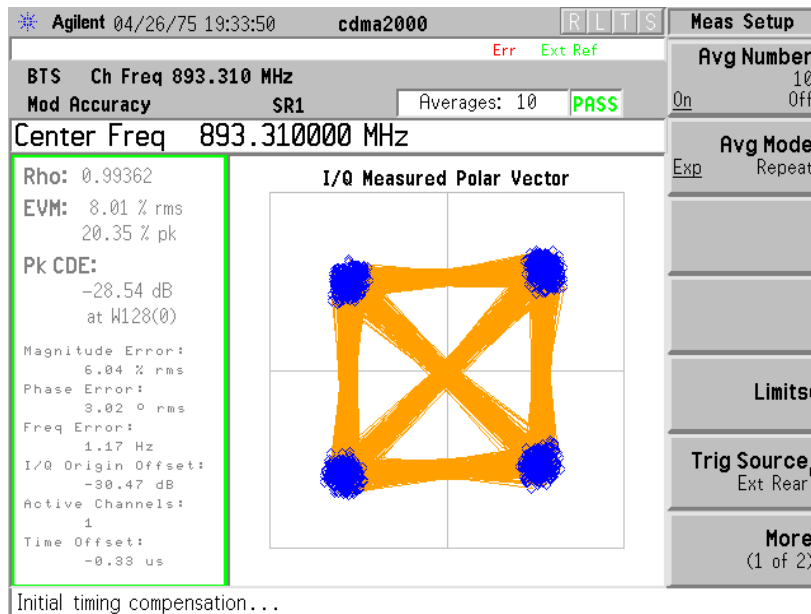 Agilent 04/26/75 19:33:50 cdma2000 R L T S
Err Ext Ref
BTS Ch Freq 893.310 MHz
Mod Accuracy SR1 Averages: 10 PASS
Center Freq 893.310000 MHz
Rho: 0.99362
EVM: 8.01 % rms
20.35 % pk
Pk CDE:
-28.54 dB
at W128(0)
Magnitude Error:
6.04 % rms
Phase Error:
3.02 º rms
Freq Error:
1.17 Hz
I/Q Origin Offset:
-30.47 dB
Active Channels:
1
Time Offset:
-0.33 us
I/Q Measured Polar Vector
Initial timing compensation...
Meas Setup
Avg Number
10
On Off
Avg Mode
Exp Repeat
Limits
Trig Source
Ext Rear
More
(1 of 2)